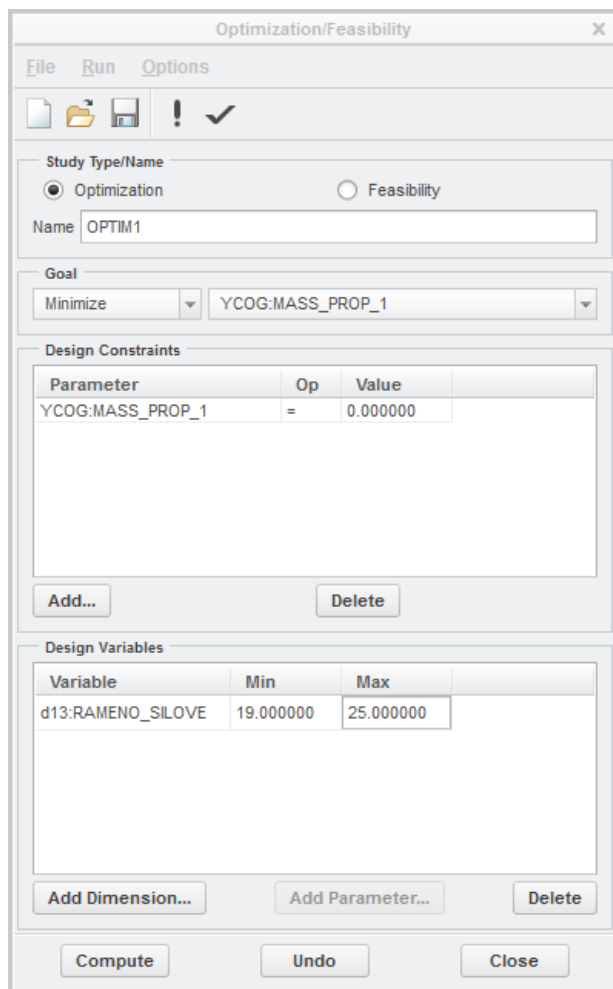 Optimization/Feasibility X
File Run Options
Study Type/Name
Optimization Feasibility
Name OPTIM1
Goal
Minimize YCOG:MASS_PROP_1
Design Constraints
Parameter Op Value
YCOG:MASS_PROP_1 = 0.000000
Add... Delete
Design Variables
Variable Min Max
d13:RAMENO_SILOVE 19.000000 25.000000
Add Dimension... Add Parameter... Delete
Compute Undo Close